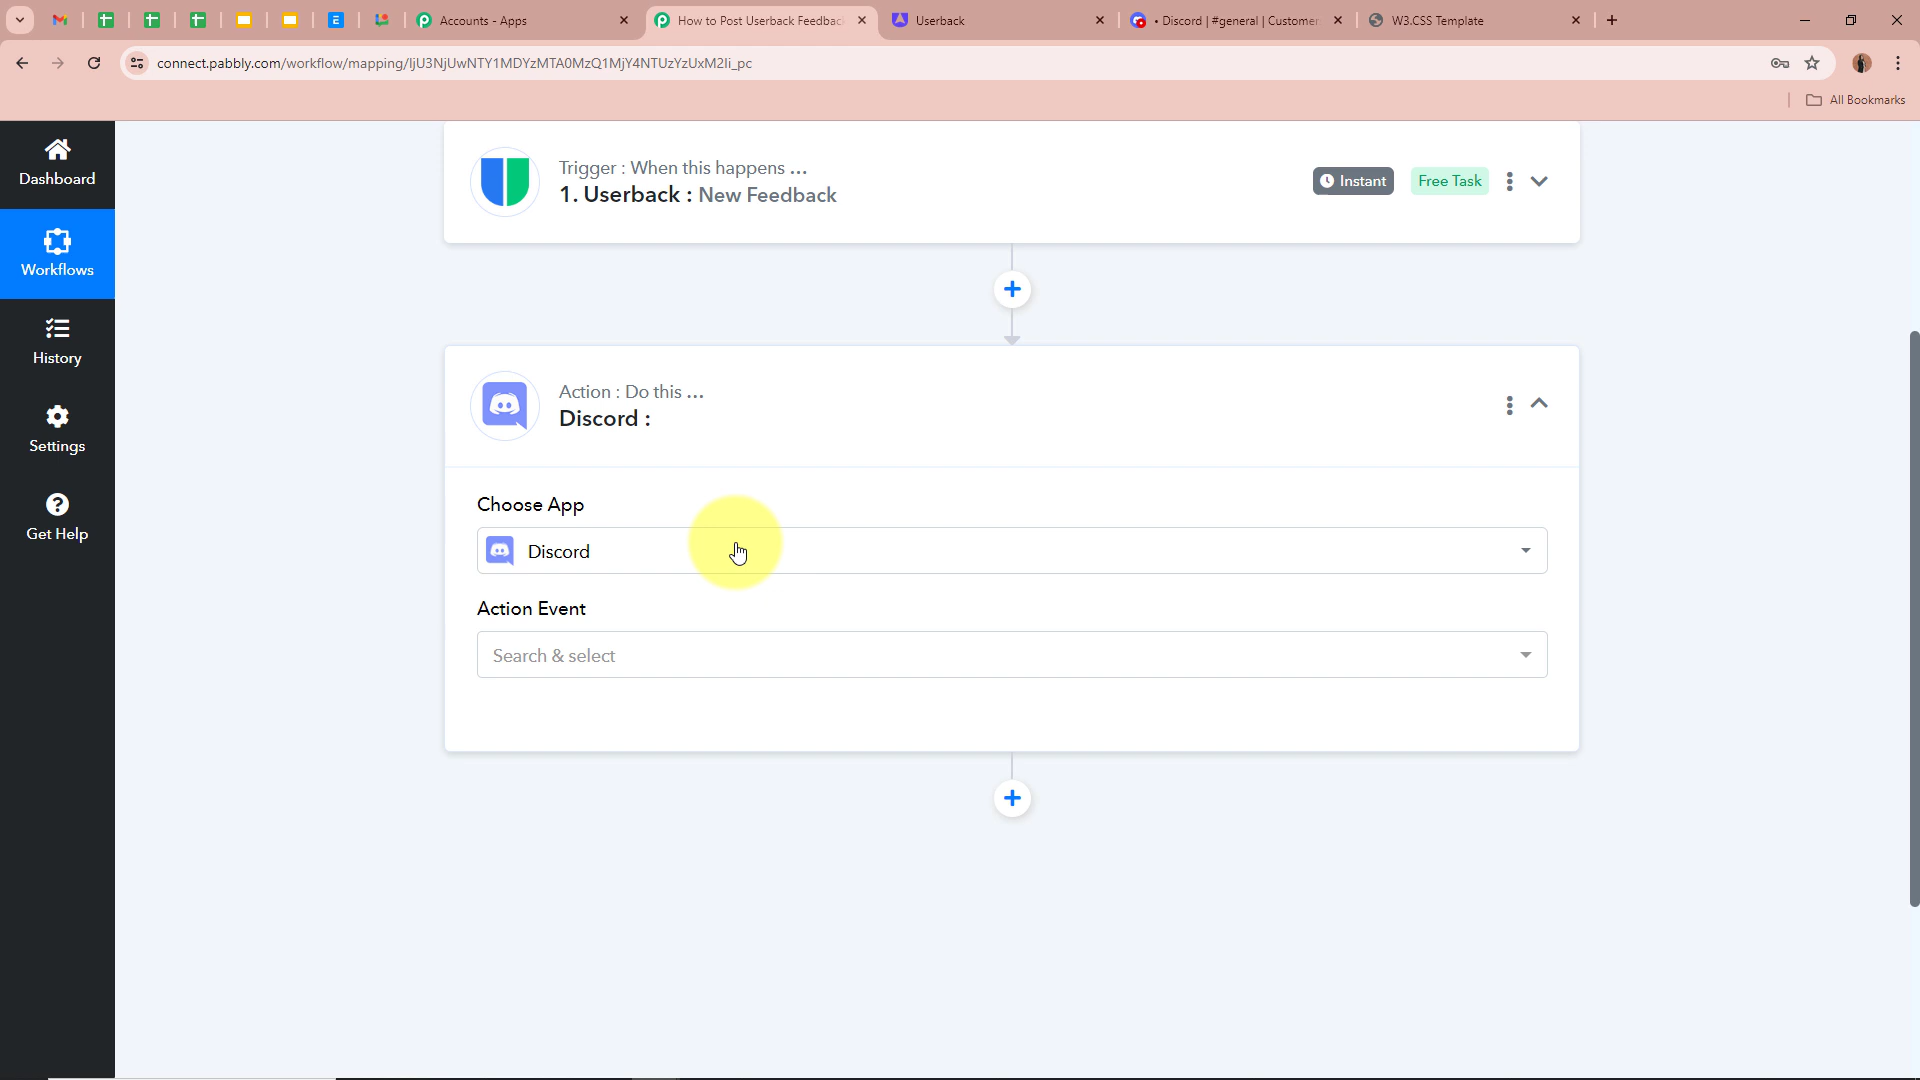 Accounts - Apps
How to Post Userback Feedback
Userback
• Discord | #general | Customer
W3.CSS Template
connect.pabbly.com/workflow/mapping/IjU3NjUwNTY1MDYzMTA0MzQ1MjY4NTUzYzUxM2Ii_pc
All Bookmarks
Dashboard
Workflows
History
Settings
Get Help
Trigger : When this happens ...
1. Userback : New Feedback
Instant
Free Task
Action : Do this ...
Discord :
Choose App
Discord
Action Event
Search & select